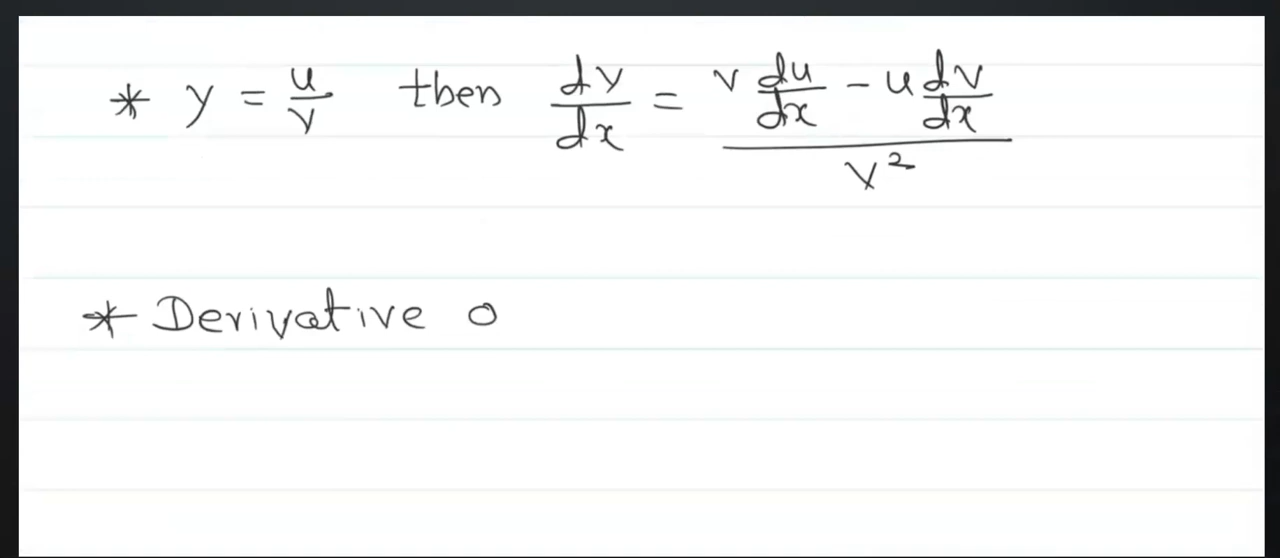 * y = u/v then dy/dx = (v du/dx - u dv/dx)/v²
* Derivative o